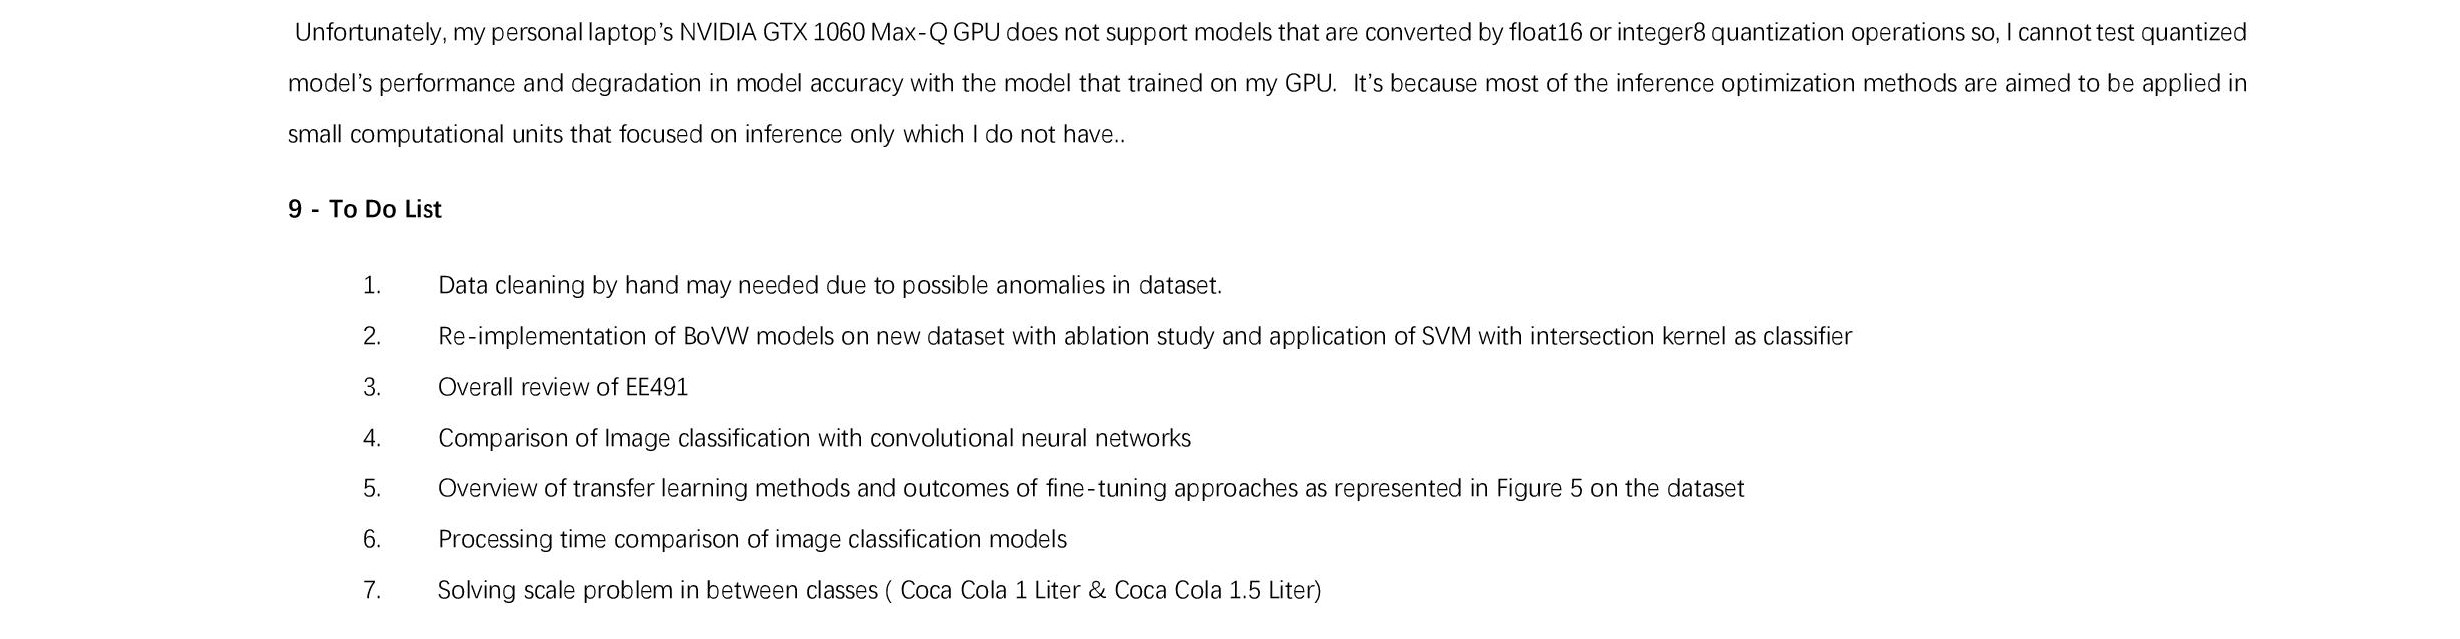 Unfortunately, my personal laptop’s NVIDIA GTX 1060 Max-Q GPU does not support models that are converted by float16 or integer8 quantization operations so, I cannot test quantized
model’s performance and degradation in model accuracy with the model that trained on my GPU. It’s because most of the inference optimization methods are aimed to be applied in
small computational units that focused on inference only which I do not have..
9 - To Do List
1. Data cleaning by hand may needed due to possible anomalies in dataset.
2. Re-implementation of BoVW models on new dataset with ablation study and application of SVM with intersection kernel as classifier
3. Overall review of EE491
4. Comparison of Image classification with convolutional neural networks
5. Overview of transfer learning methods and outcomes of fine-tuning approaches as represented in Figure 5 on the dataset
6. Processing time comparison of image classification models
7. Solving scale problem in between classes ( Coca Cola 1 Liter & Coca Cola 1.5 Liter)